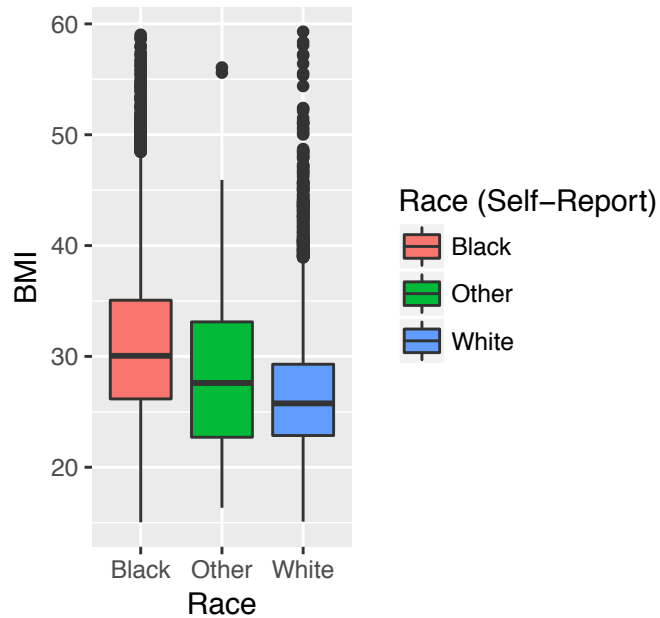 60
50
40
30
20
BMI
Black Other White
Race
Race (Self−Report)
Black
Other
White